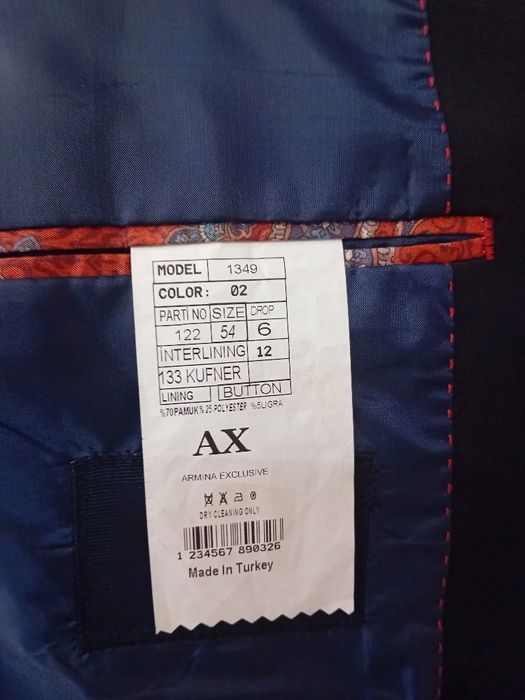 MODEL 1349
COLOR: 02
PARTI NO SIZE DROP
122 54 6
INTERLINING 12
133 KUFNER
LINING BUTTON
%70PAMUK %25 POLYESTER %5LIGRA
AX
ARMINA EXCLUSIVE
DRY CLEANING ONLY
1 234567 890326
Made In Turkey